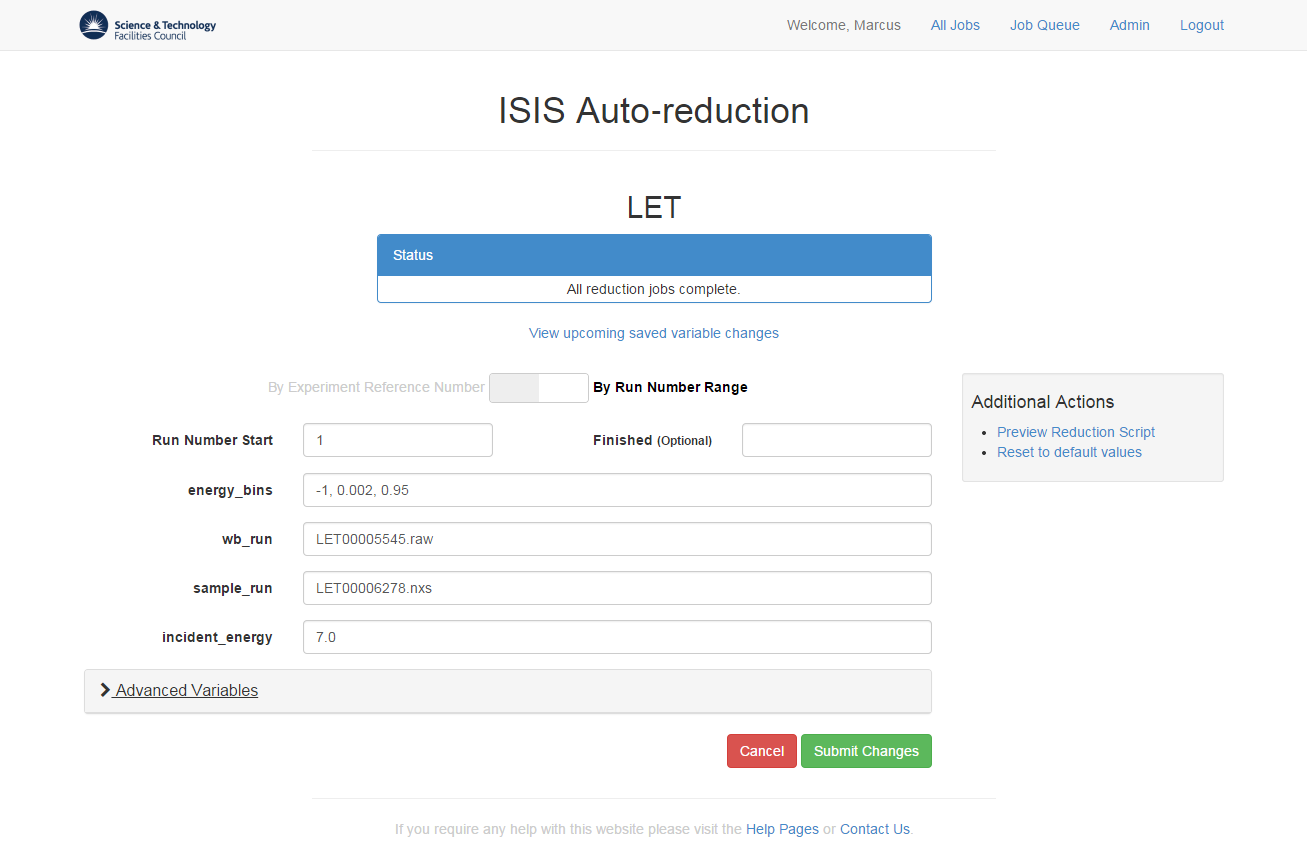 Science & Technology
Facilities Council
Welcome, Marcus All Jobs Job Queue Admin Logout
ISIS Auto-reduction
LET
Status
All reduction jobs complete.
View upcoming saved variable changes
By Experiment Reference Number By Run Number Range
Run Number Start 1 Finished (Optional)
energy_bins -1, 0.002, 0.95
wb_run LET00005545.raw
sample_run LET00006278.nxs
incident_energy 7.0
Advanced Variables
Cancel Submit Changes
Additional Actions
Preview Reduction Script
Reset to default values
If you require any help with this website please visit the Help Pages or Contact Us.